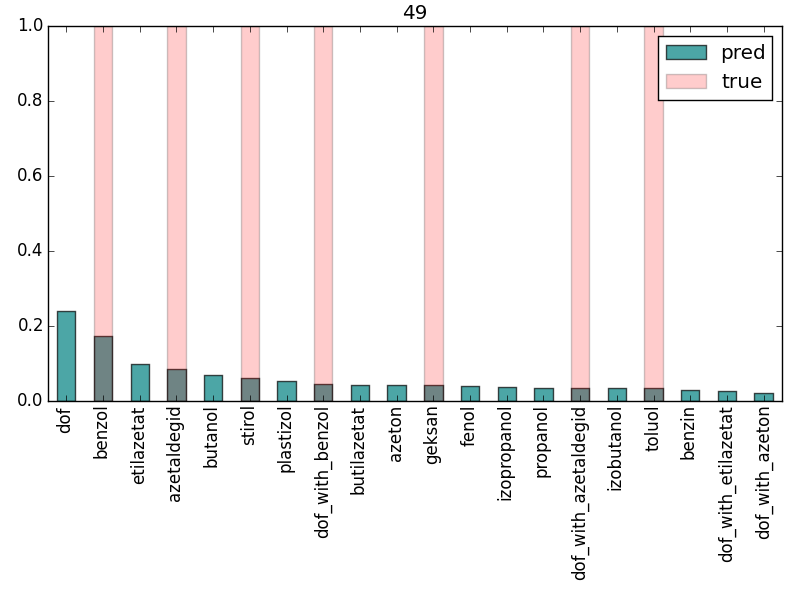 49
1.0
0.8
0.6
0.4
0.2
0.0
pred
true
dof
benzol
etilazetat
azetaldegid
butanol
stirol
plastizol
dof_with_benzol
butilazetat
azeton
geksan
fenol
izopropanol
propanol
dof_with_azetaldegid
izobutanol
toluol
benzin
dof_with_etilazetat
dof_with_azeton